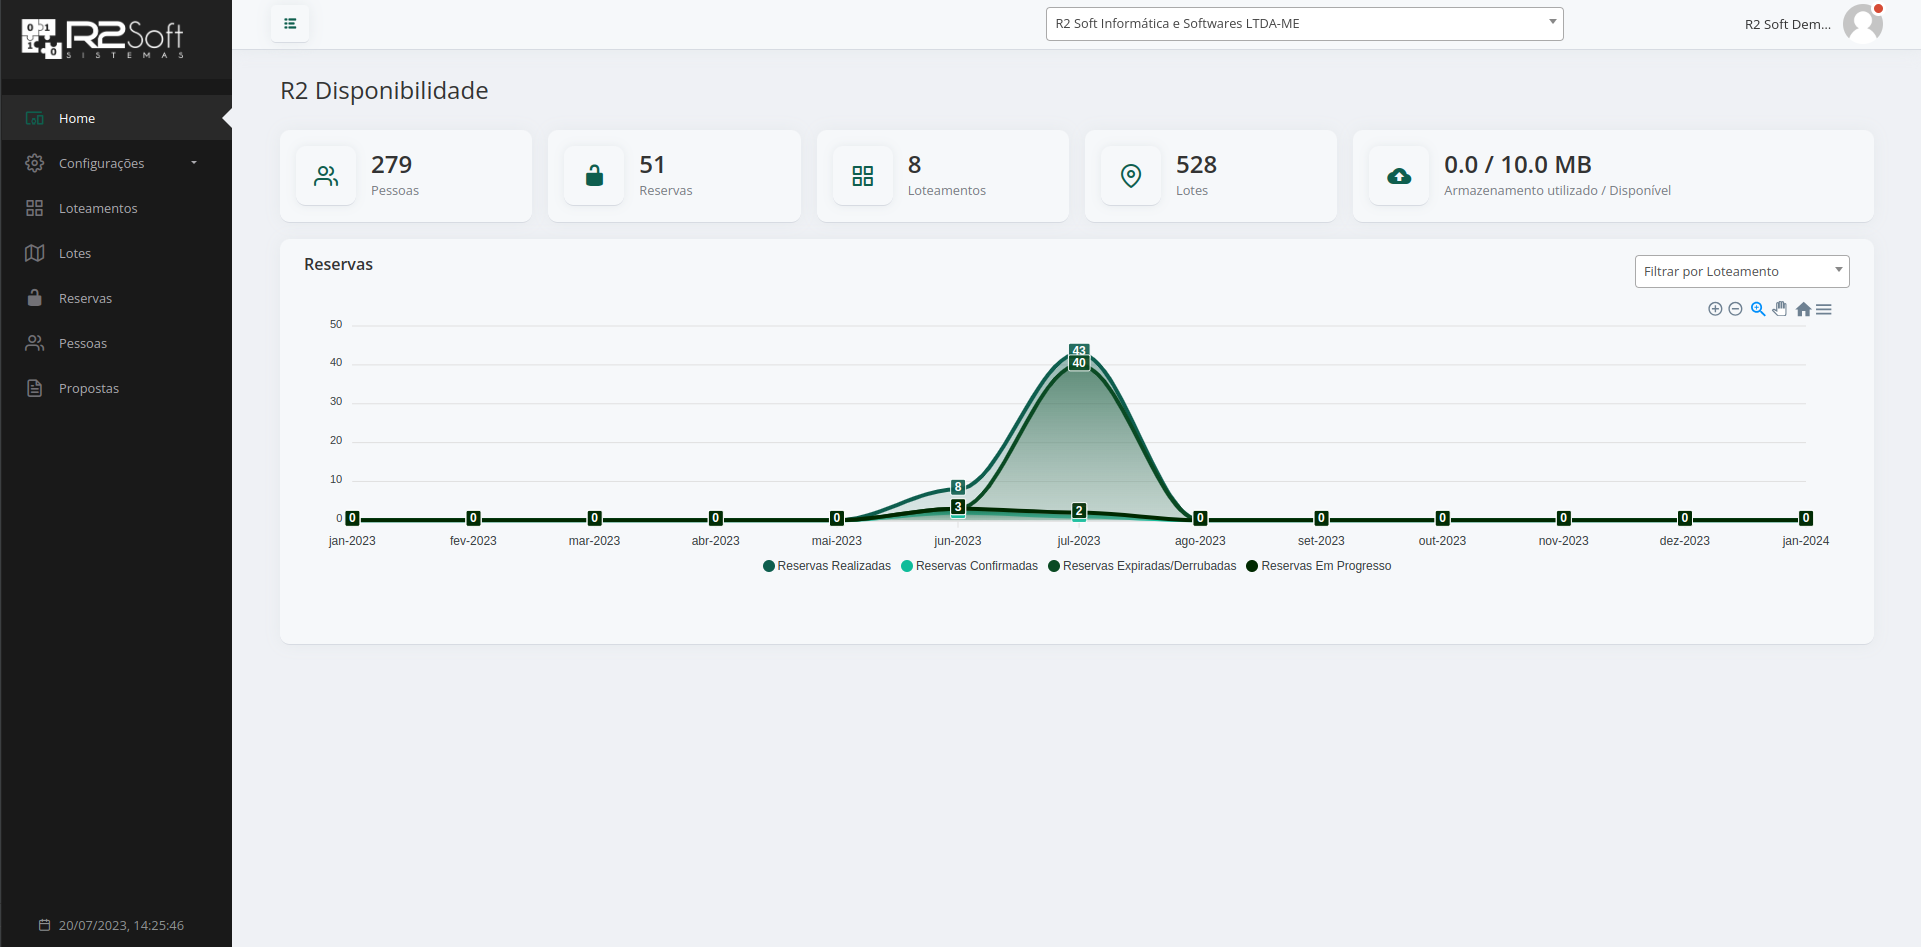 0 1
1 0
R2Soft
SISTEMAS
R2 Soft Informática e Softwares LTDA-ME
R2 Soft Dem...
Home
Configurações
Loteamentos
Lotes
Reservas
Pessoas
Propostas
20/07/2023, 14:25:46
R2 Disponibilidade
279
Pessoas
51
Reservas
8
Loteamentos
528
Lotes
0.0 / 10.0 MB
Armazenamento utilizado / Disponível
Reservas
Filtrar por Loteamento
50
40
30
20
10
0
43
40
8
3
2
0 0 0 0 0 0 0 0 0 0 0
jan-2023 fev-2023 mar-2023 abr-2023 mai-2023 jun-2023 jul-2023 ago-2023 set-2023 out-2023 nov-2023 dez-2023 jan-2024
Reservas Realizadas Reservas Confirmadas Reservas Expiradas/Derrubadas Reservas Em Progresso